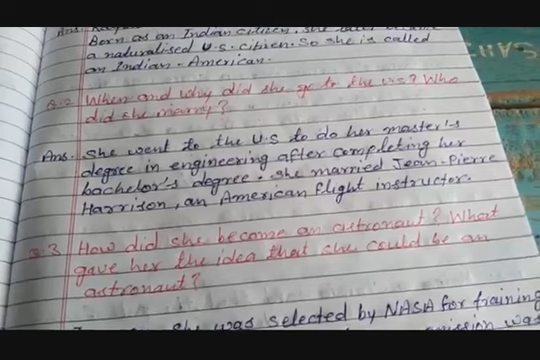 Born as an Indian citizen, she later became
a naturalised U.S. citizen. So she is called
an Indian-American.
Q.2 When and why did she go to the U.S? Who
did she marry?
Ans. She went to the U.S to do her master's
degree in engineering after completing her
bachelor's degree. She married Jean-Pierre
Harrison, an American flight instructor.
Q.3 How did she become an astronaut? What
gave her the idea that she could be an
astronaut?
she was selected by NASA for training
mission was